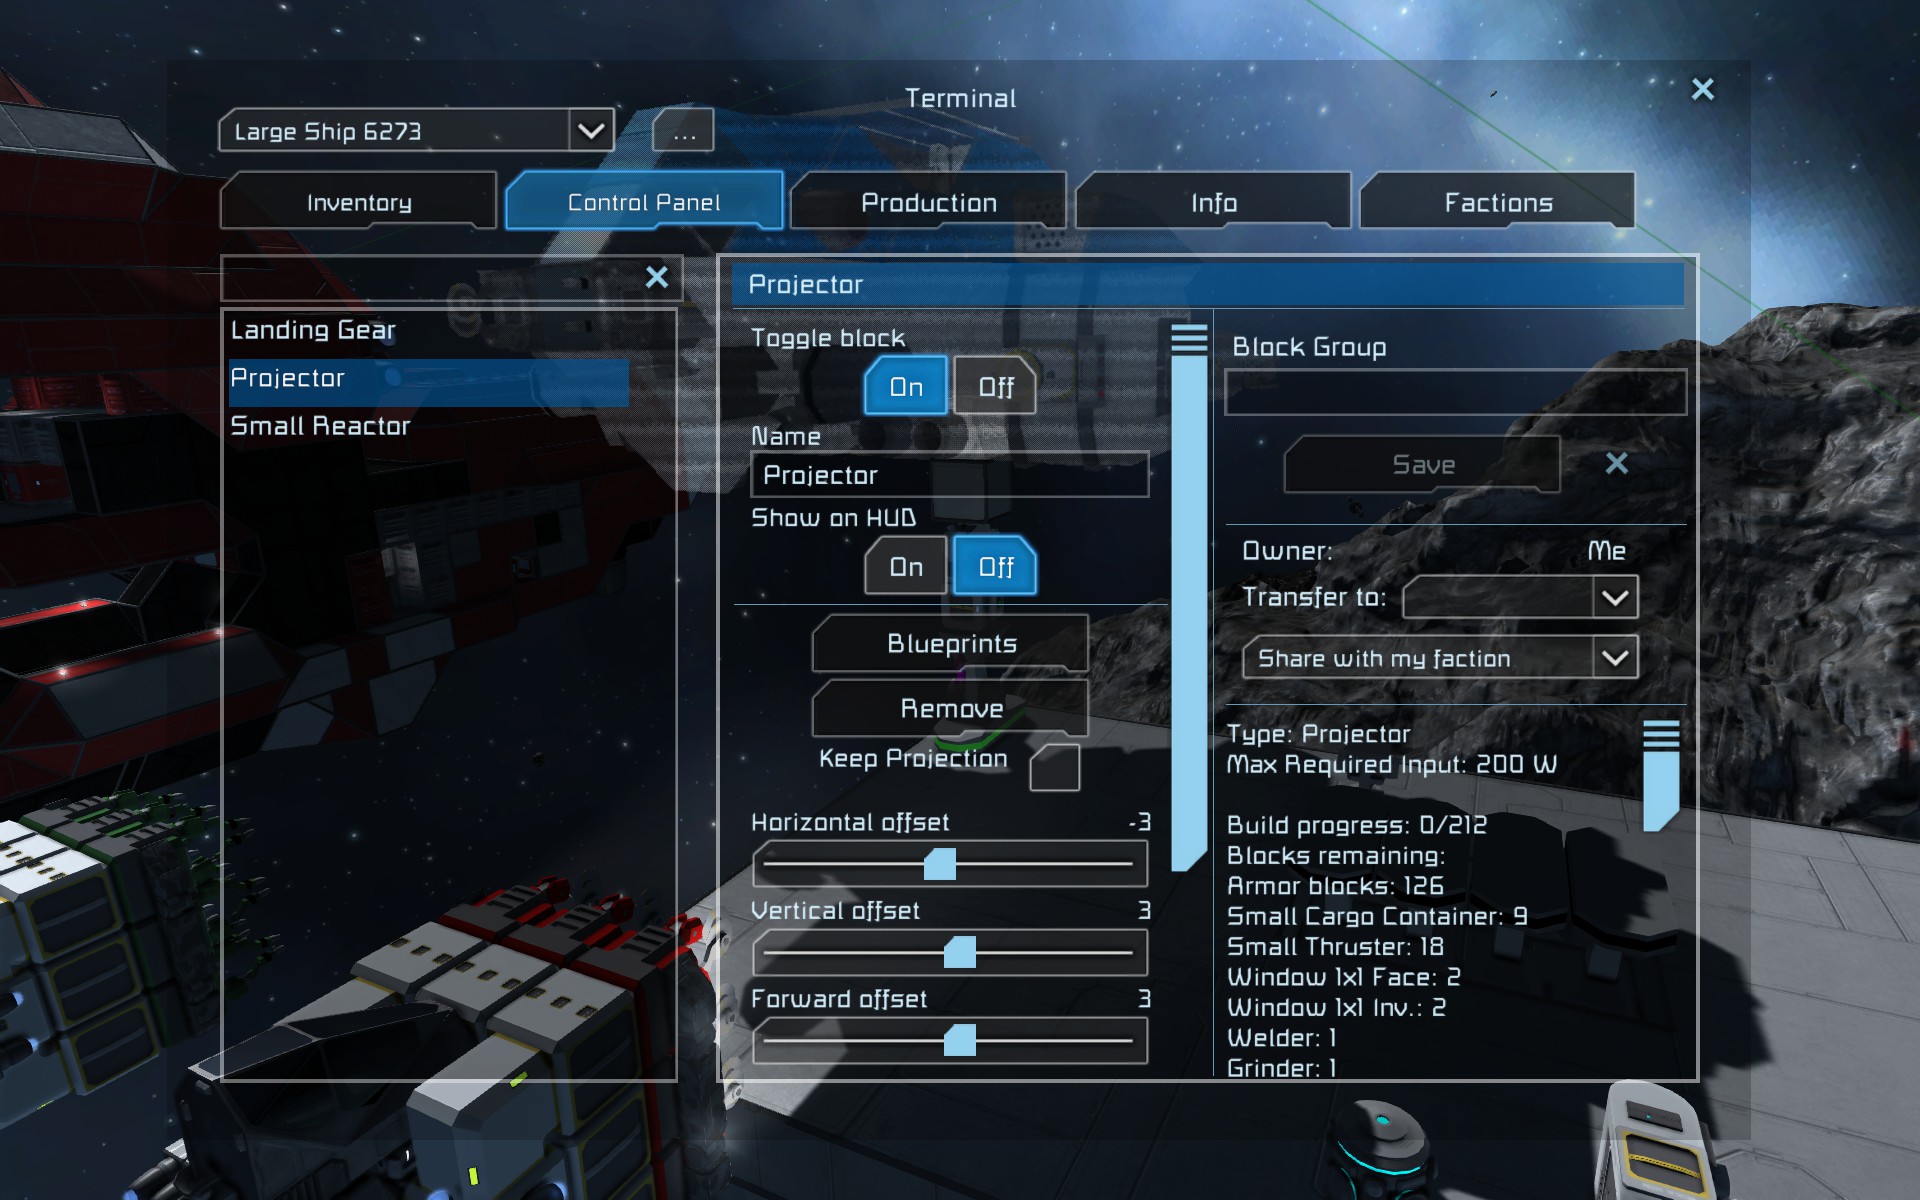 Terminal
Large Ship 6273
...
Inventory
Control Panel
Production
Info
Factions
Landing Gear
Projector
Small Reactor
Projector
Toggle block
On
Off
Name
Projector
Show on HUD
On
Off
Blueprints
Remove
Keep Projection
Horizontal offset -3
Vertical offset 3
Forward offset 3
Block Group
Save
Owner: Me
Transfer to:
Share with my faction
Type: Projector
Max Required Input: 200 W
Build progress: 0/212
Blocks remaining:
Armor blocks: 126
Small Cargo Container: 9
Small Thruster: 18
Window 1x1 Face: 2
Window 1x1 Inv.: 2
Welder: 1
Grinder: 1